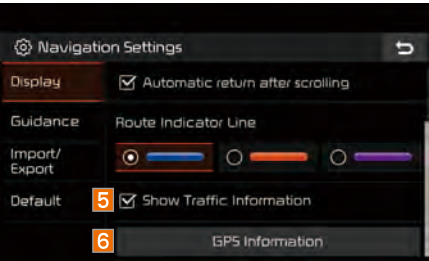 Navigation Settings
Display
Automatic return after scrolling
Guidance
Route Indicator Line
Import/
Export
Default
5 Show Traffic Information
6 GPS Information